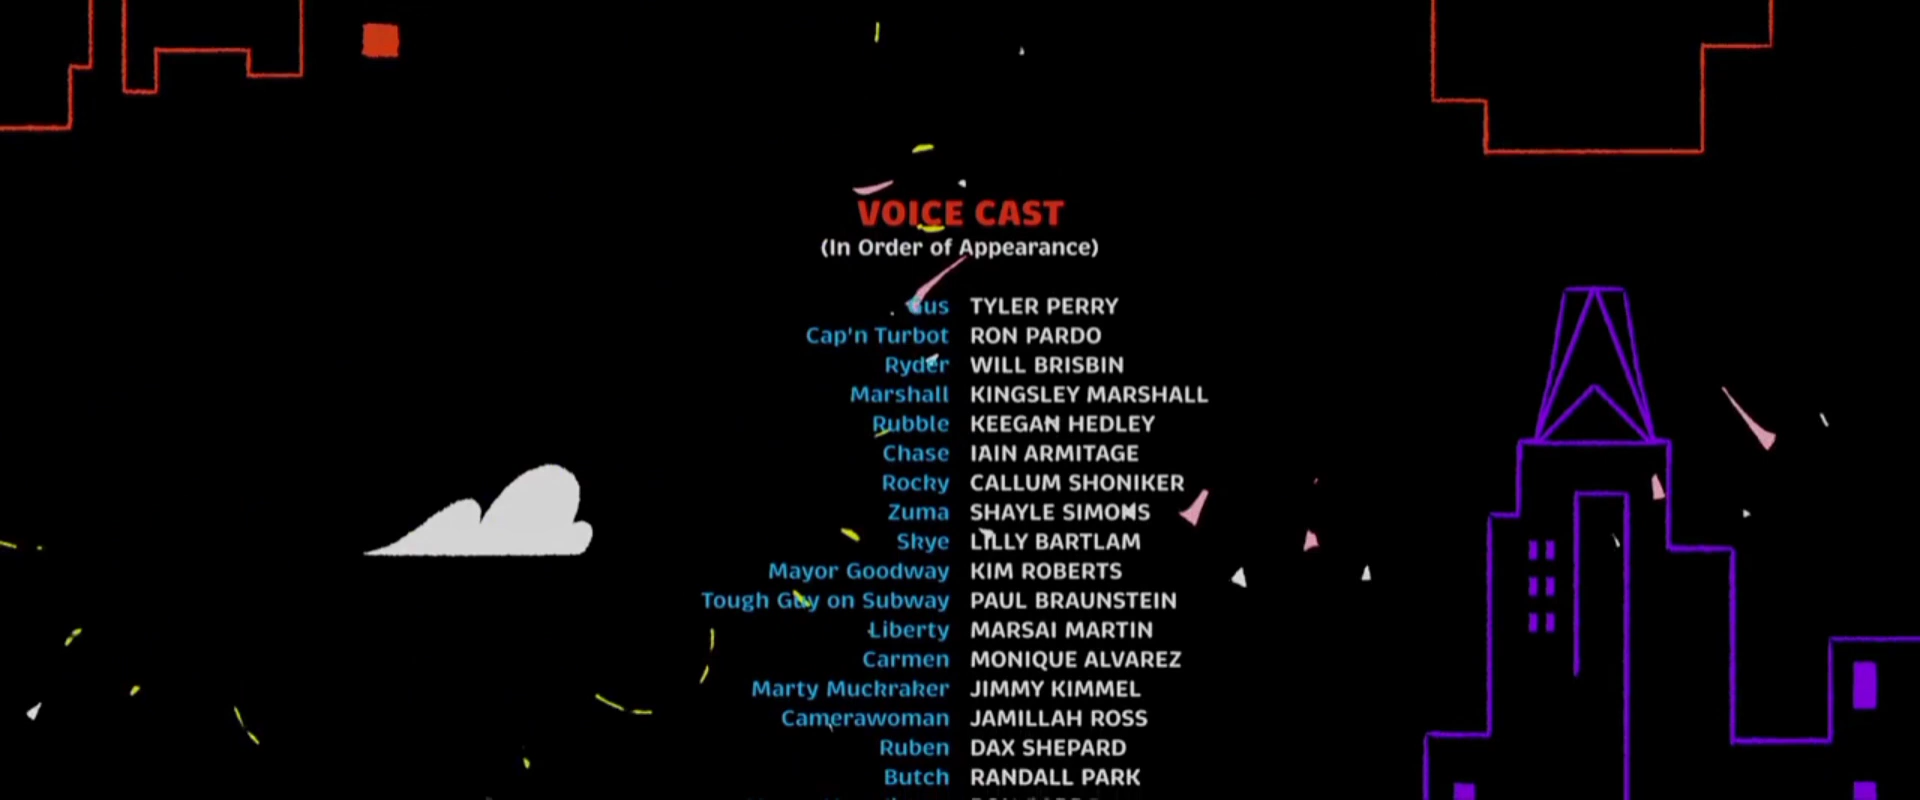 VOICE CAST
(In Order of Appearance)
Gus TYLER PERRY
Cap'n Turbot RON PARDO
Ryder WILL BRISBIN
Marshall KINGSLEY MARSHALL
Rubble KEEGAN HEDLEY
Chase IAIN ARMITAGE
Rocky CALLUM SHONIKER
Zuma SHAYLE SIMONS
Skye LILLY BARTLAM
Mayor Goodway KIM ROBERTS
Tough Guy on Subway PAUL BRAUNSTEIN
Liberty MARSAI MARTIN
Carmen MONIQUE ALVAREZ
Marty Muckraker JIMMY KIMMEL
Camerawoman JAMILLAH ROSS
Ruben DAX SHEPARD
Butch RANDALL PARK